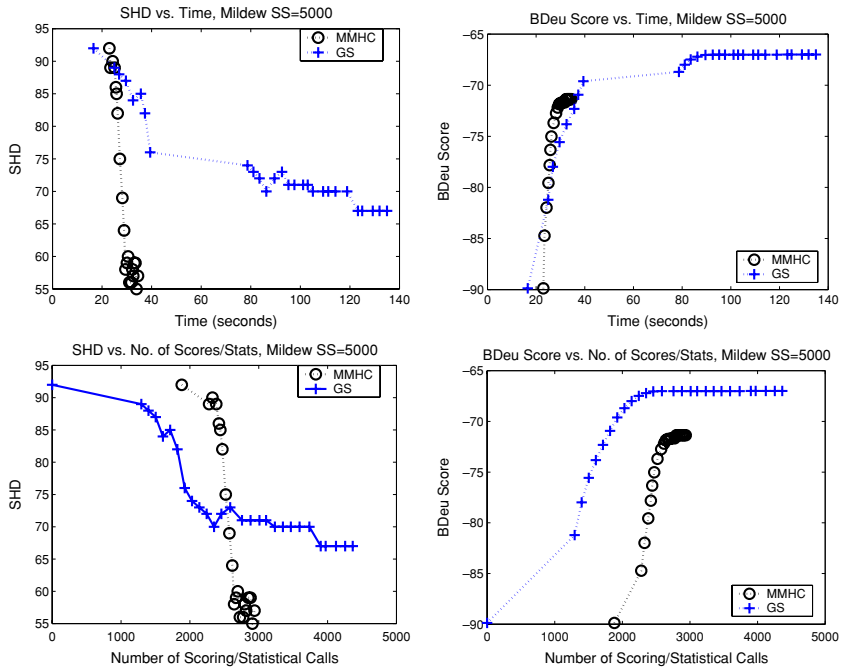 SHD vs. Time, Mildew SS=5000
95
90
85
80
75
70
65
60
55
0
20
40
60
80
100
120
140
SHD
Time (seconds)
MMHC
GS
BDeu Score vs. Time, Mildew SS=5000
−65
−70
−75
−80
−85
−90
0
20
40
60
80
100
120
140
BDeu Score
Time (seconds)
MMHC
GS
SHD vs. No. of Scores/Stats, Mildew SS=5000
95
90
85
80
75
70
65
60
55
0
1000
2000
3000
4000
5000
SHD
Number of Scoring/Statistical Calls
MMHC
GS
BDeu Score vs. No. of Scores/Stats, Mildew SS=5000
−65
−70
−75
−80
−85
−90
0
1000
2000
3000
4000
5000
BDeu Score
Number of Scoring/Statistical Calls
MMHC
GS